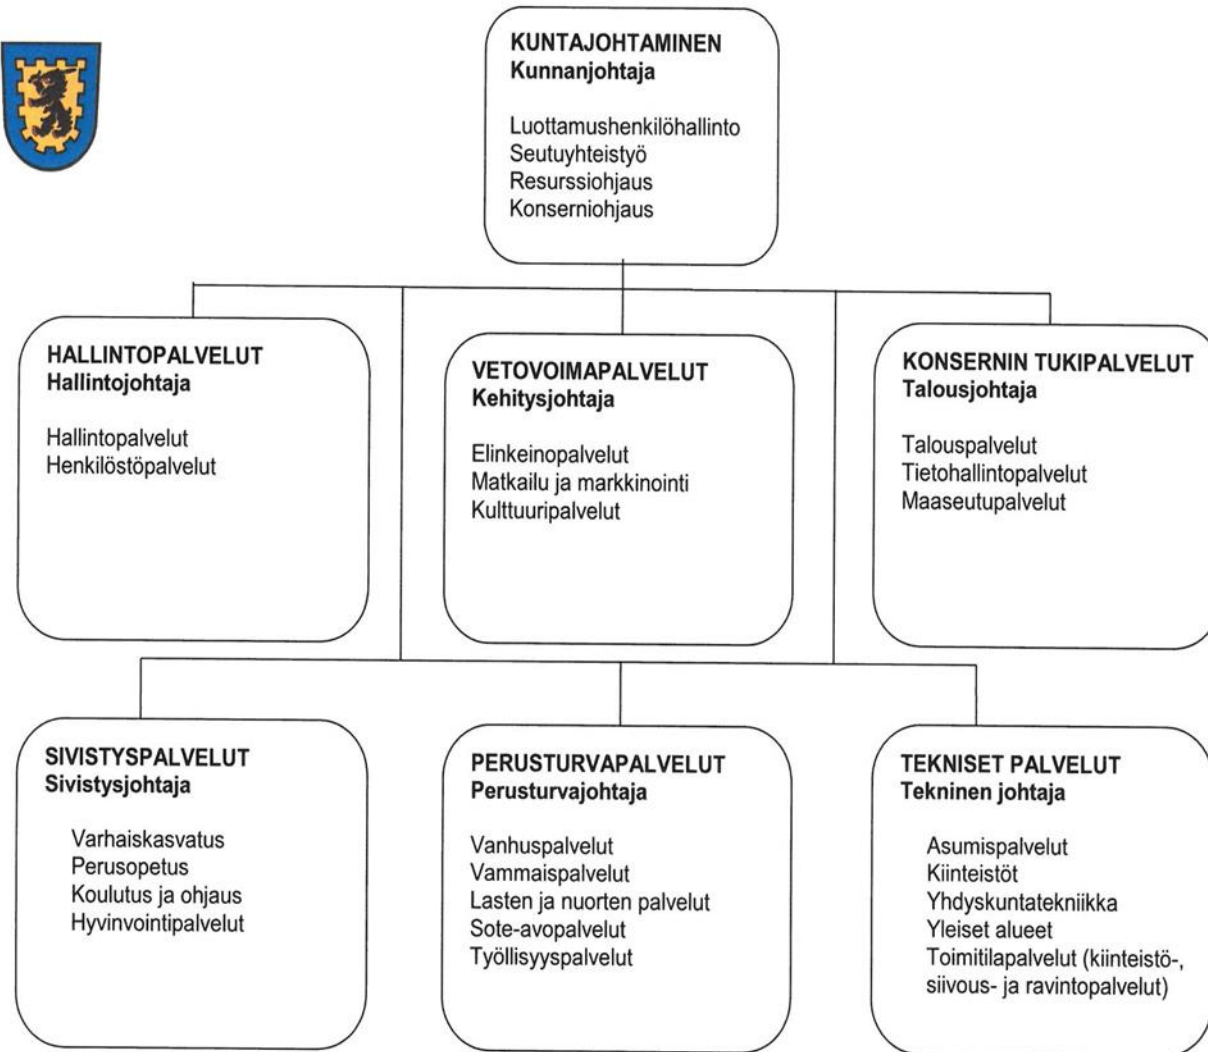 KUNTAJOHTAMINEN
Kunnanjohtaja
Luottamushenkilöhallinto
Seutuyhteistyö
Resurssiohjaus
Konserniohjaus
HALLINTOPALVELUT
Hallintojohtaja
Hallintopalvelut
Henkilöstöpalvelut
VETOVOIMAPALVELUT
Kehitysjohtaja
Elinkeinopalvelut
Matkailu ja markkinointi
Kulttuuripalvelut
KONSERNIN TUKIPALVELUT
Talousjohtaja
Talouspalvelut
Tietohallintopalvelut
Maaseutupalvelut
SIVISTYSPALVELUT
Sivistysjohtaja
Varhaiskasvatus
Perusopetus
Koulutus ja ohjaus
Hyvinvointipalvelut
PERUSTURVAPALVELUT
Perusturvajohtaja
Vanhuspalvelut
Vammaispalvelut
Lasten ja nuorten palvelut
Sote-avopalvelut
Työllisyyspalvelut
TEKNISET PALVELUT
Tekninen johtaja
Asumispalvelut
Kiinteistöt
Yhdyskuntatekniikka
Yleiset alueet
Toimitilapalvelut (kiinteistö-,
siivous- ja ravintopalvelut)